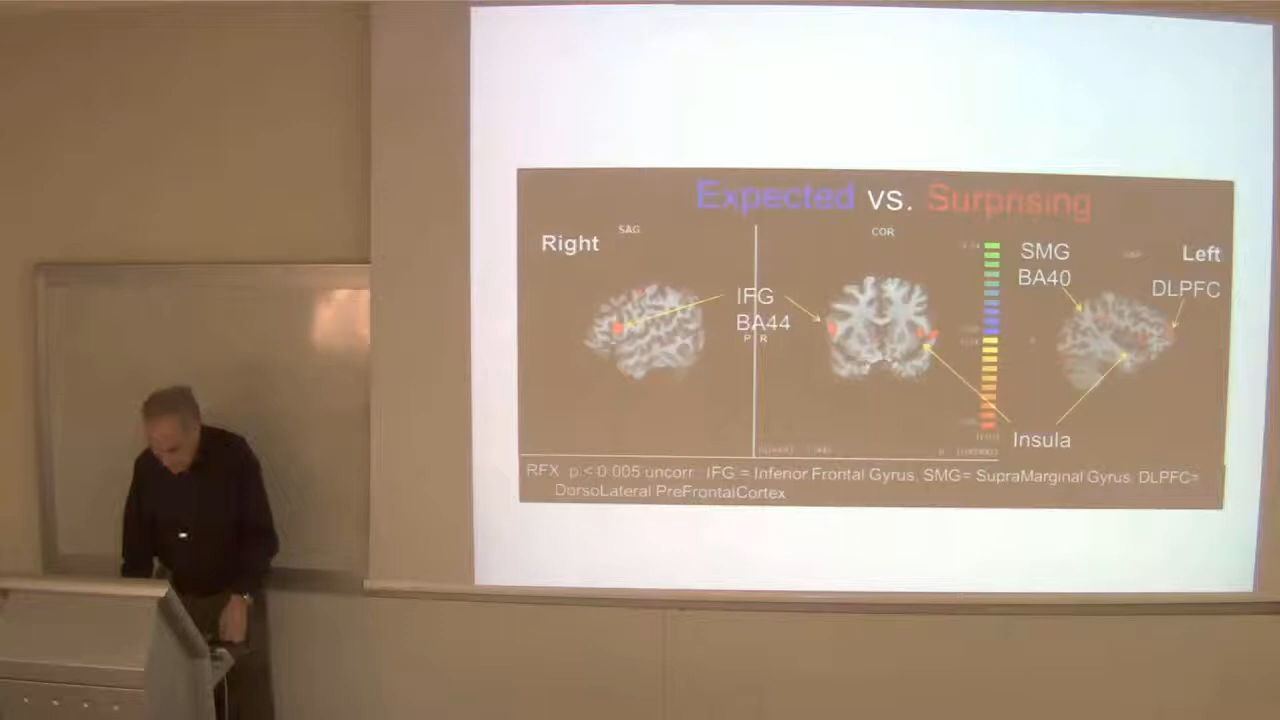 Expected vs. Surprising
Right
SAG
COR
SMG
BA40
Left
DLPFC
IFG
BA44
Insula
RFX p.< 0.005 uncorr. IFG = Inferior Frontal Gyrus, SMG= SupraMarginal Gyrus, DLPFC=
DorsoLateral PreFrontalCortex